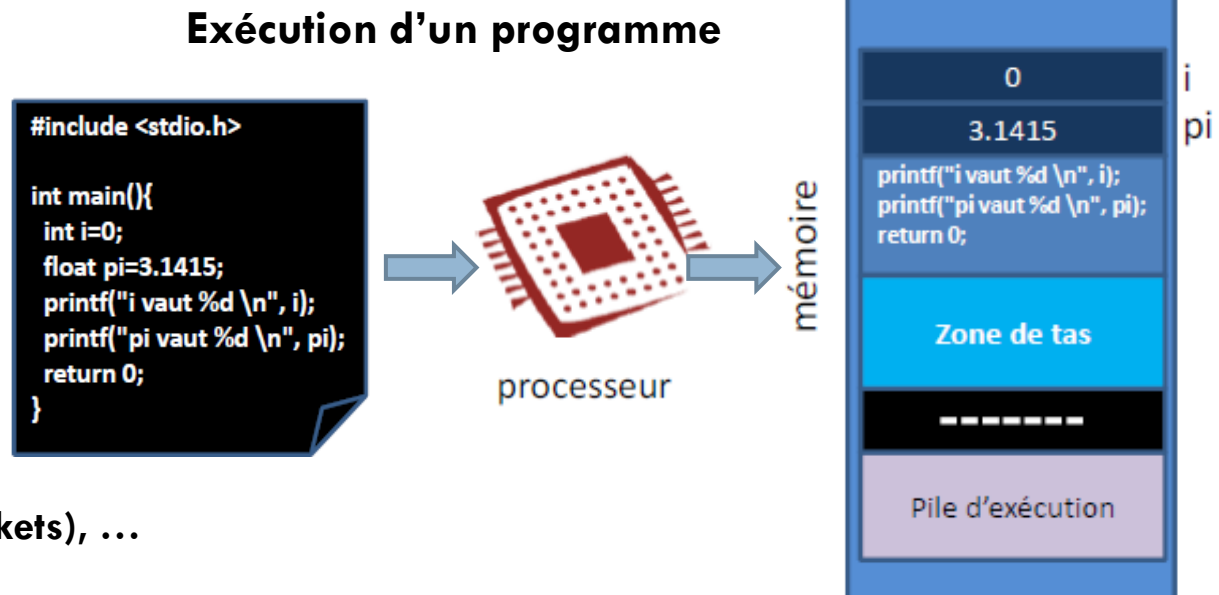 Exécution d'un programme
#include <stdio.h>
int main(){
int i=0;
float pi=3.1415;
printf("i vaut %d \n", i);
printf("pi vaut %d \n", pi);
return 0;
}
processeur
mémoire
0
i
3.1415
pi
printf("i vaut %d \n", i);
printf("pi vaut %d \n", pi);
return 0;
Zone de tas
-------
Pile d'exécution
kets), …